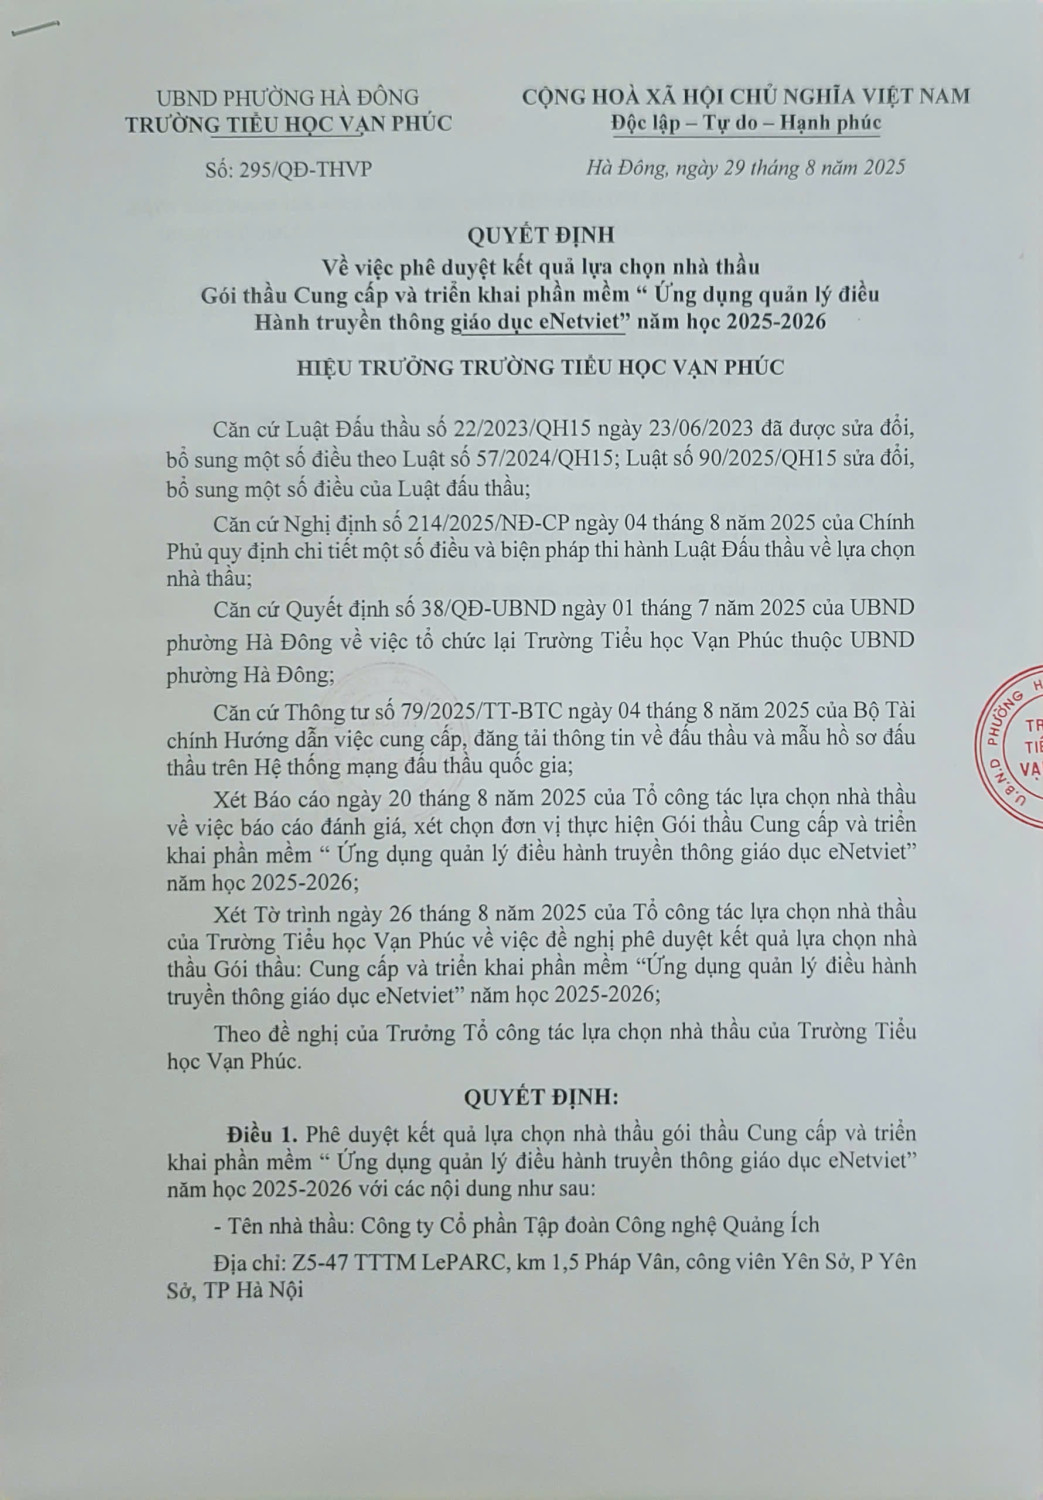 UBND PHƯỜNG HÀ ĐÔNG
TRƯỜNG TIỂU HỌC VẠN PHÚC
Số: 295/QĐ-THVP
CỘNG HOÀ XÃ HỘI CHỦ NGHĨA VIỆT NAM
Độc lập – Tự do – Hạnh phúc
Hà Đông, ngày 29 tháng 8 năm 2025
QUYẾT ĐỊNH
Về việc phê duyệt kết quả lựa chọn nhà thầu
Gói thầu Cung cấp và triển khai phần mềm “ Ứng dụng quản lý điều
Hành truyền thông giáo dục eNetviet” năm học 2025-2026
HIỆU TRƯỞNG TRƯỜNG TIỂU HỌC VẠN PHÚC
Căn cứ Luật Đấu thầu số 22/2023/QH15 ngày 23/06/2023 đã được sửa đổi,
bổ sung một số điều theo Luật số 57/2024/QH15; Luật số 90/2025/QH15 sửa đổi,
bổ sung một số điều của Luật đấu thầu;
Căn cứ Nghị định số 214/2025/NĐ-CP ngày 04 tháng 8 năm 2025 của Chính
Phủ quy định chi tiết một số điều và biện pháp thi hành Luật Đấu thầu về lựa chọn
nhà thầu;
Căn cứ Quyết định số 38/QĐ-UBND ngày 01 tháng 7 năm 2025 của UBND
phường Hà Đông về việc tổ chức lại Trường Tiểu học Vạn Phúc thuộc UBND
phường Hà Đông;
Căn cứ Thông tư số 79/2025/TT-BTC ngày 04 tháng 8 năm 2025 của Bộ Tài
chính Hướng dẫn việc cung cấp, đăng tải thông tin về đấu thầu và mẫu hồ sơ đấu
thầu trên Hệ thống mạng đấu thầu quốc gia;
Xét Báo cáo ngày 20 tháng 8 năm 2025 của Tổ công tác lựa chọn nhà thầu
về việc báo cáo đánh giá, xét chọn đơn vị thực hiện Gói thầu Cung cấp và triển
khai phần mềm “ Ứng dụng quản lý điều hành truyền thông giáo dục eNetviet”
năm học 2025-2026;
Xét Tờ trình ngày 26 tháng 8 năm 2025 của Tổ công tác lựa chọn nhà thầu
của Trường Tiểu học Vạn Phúc về việc đề nghị phê duyệt kết quả lựa chọn nhà
thầu Gói thầu: Cung cấp và triển khai phần mềm “Ứng dụng quản lý điều hành
truyền thông giáo dục eNetviet” năm học 2025-2026;
Theo đề nghị của Trưởng Tổ công tác lựa chọn nhà thầu của Trường Tiểu
học Vạn Phúc.
QUYẾT ĐỊNH:
Điều 1. Phê duyệt kết quả lựa chọn nhà thầu gói thầu Cung cấp và triển
khai phần mềm “ Ứng dụng quản lý điều hành truyền thông giáo dục eNetviet”
năm học 2025-2026 với các nội dung như sau:
- Tên nhà thầu: Công ty Cổ phần Tập đoàn Công nghệ Quảng Ích
Địa chỉ: Z5-47 TTTM LePARC, km 1,5 Pháp Vân, công viên Yên Sở, P Yên
Sở, TP Hà Nội
U.B.N.D PHƯỜNG H
TR
TIỂ
VẠ